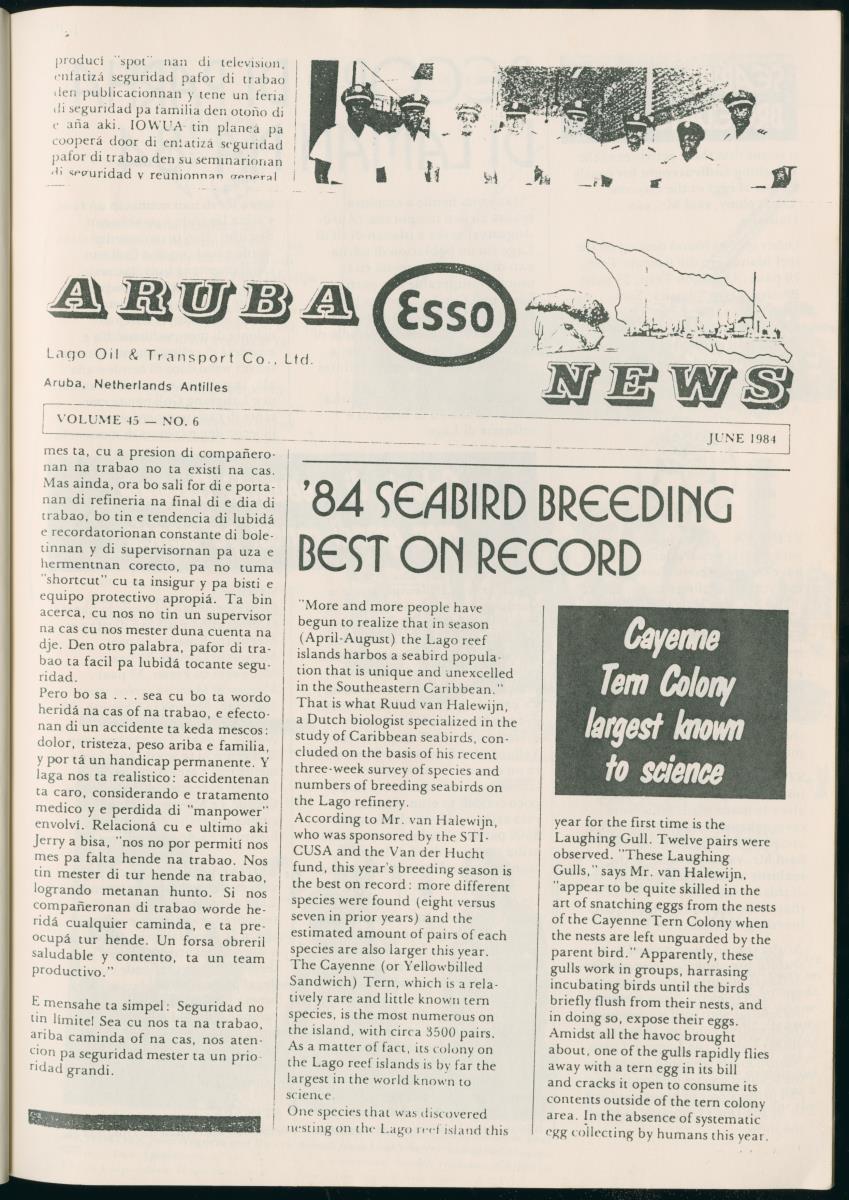 produci "spot" nan di television,
enfatizá seguridad pafor di trabao
den publicacionnan y tene un feria
di seguridad pa familia den otoño di
e aña aki. IOWUA tin planea pa
cooperá door di enfatizá seguridad
pafor di trabao den su seminarionan
di seguridad y reunionnan general
ARUBA Esso NEWS
Lago Oil & Transport Co., Ltd.
Aruba, Netherlands Antilles
VOLUME 45 — NO. 6
JUNE 1984
mes ta, cu a presion di compañero-
nan na trabao no ta existí na cas.
Mas ainda, ora bo sali for di e porta-
nan di refineria na final di e dia di
trabao, bo tin e tendencia di lubidá
e recordatorionan constante di bole-
tinnan y di supervisornan pa uza e
hermentnan corecto, pa no tuma
"shortcut" cu ta insigur y pa bisti e
equipo protectivo apropiá. Ta bin
acerca, cu nos no tin un supervisor
na cas cu nos mester duna cuenta na
dje. Den otro palabra, pafor di tra-
bao ta facil pa lubidá tocante segu-
ridad.
Pero bo sa . . . sea cu bo ta wordo
heridá na cas of na trabao, e efecto-
nan di un accidente ta keda mescos:
dolor, tristeza, peso ariba e familia,
y por tá un handicap permanente. Y
laga nos ta realistico: accidentenan
ta caro, considerando e tratamento
medico y e perdida di "manpower"
envolví. Relacioná cu e ultimo aki
Jerry a bisa, "nos no por permití nos
mes pa falta hende na trabao. Nos
tin mester di tur hende na trabao,
logrando metanan hunto. Si nos
compañeronan di trabao worde he-
ridá cualquier caminda, e ta pre-
ocupá tur hende. Un forsa obreril
saludable y contento, ta un team
productivo."
E mensahe ta simpel: Seguridad no
tin límite! Sea cu nos ta na trabao,
ariba caminda of na cas, nos aten-
cion pa seguridad mester ta un prio-
ridad grandi.
'84 SEABIRD BREEDING
BEST ON RECORD
"More and more people have
begun to realize that in season
(April-August) the Lago reef
islands harbos a seabird popula-
tion that is unique and unexcelled
in the Southeastern Caribbean."
That is what Ruud van Halewijn,
a Dutch biologist specialized in the
study of Caribbean seabirds, con-
cluded on the basis of his recent
three-week survey of species and
numbers of breeding seabirds on
the Lago refinery.
According to Mr. van Halewijn,
who was sponsored by the STI-
CUSA and the Van der Hucht
fund, this year's breeding season is
the best on record: more different
species were found (eight versus
seven in prior years) and the
estimated amount of pairs of each
species are also larger this year.
The Cayenne (or Yellowbilled
Sandwich) Tern, which is a rela-
tively rare and little known tern
species, is the most numerous on
the island, with circa 3500 pairs.
As a matter of fact, its colony on
the Lago reef islands is by far the
largest in the world known to
science.
One species that was discovered
nesting on the Lago reef island this
Cayenne
Tern Colony
largest known
to science
year for the first time is the
Laughing Gull. Twelve pairs were
observed. "These Laughing
Gulls," says Mr. van Halewijn,
"appear to be quite skilled in the
art of snatching eggs from the nests
of the Cayenne Tern Colony when
the nests are left unguarded by the
parent bird." Apparently, these
gulls work in groups, harrasing
incubating birds until the birds
briefly flush from their nests, and
in doing so, expose their eggs.
Amidst all the havoc brought
about, one of the gulls rapidly flies
away with a tern egg in its bill
and cracks it open to consume its
contents outside of the tern colony
area. In the absence of systematic
egg collecting by humans this year.